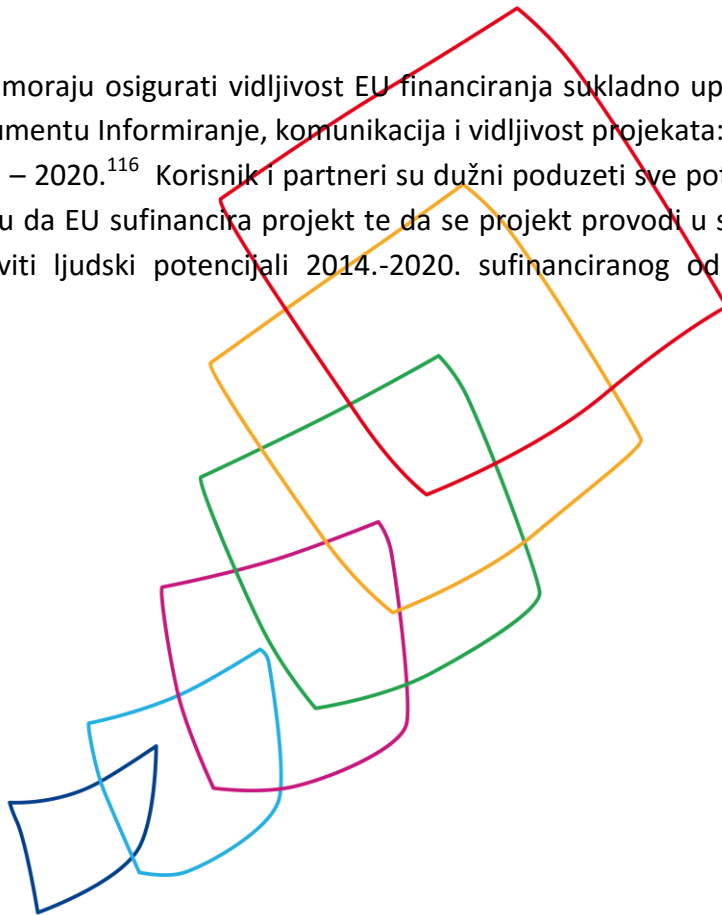 moraju osigurati vidljivost EU financiranja sukladno up
umentu Informiranje, komunikacija i vidljivost projekata:
– 2020.116 Korisnik i partneri su dužni poduzeti sve pot
u da EU sufinancira projekt te da se projekt provodi u s
viti ljudski potencijali 2014.-2020. sufinanciranog od